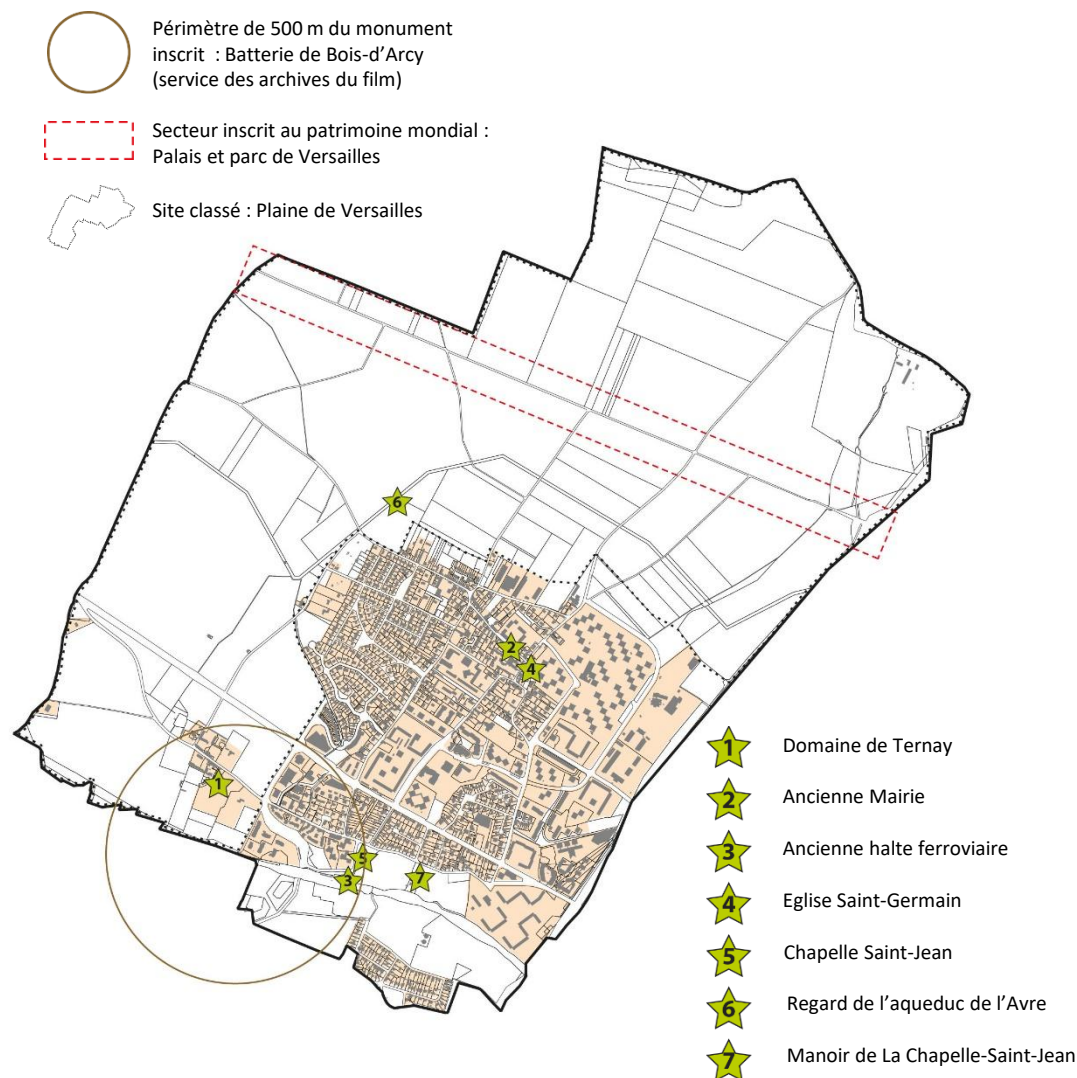 Périmètre de 500 m du monument
inscrit : Batterie de Bois-d’Arcy
(service des archives du film)
Secteur inscrit au patrimoine mondial :
Palais et parc de Versailles
Site classé : Plaine de Versailles
6
2
4
1
5
3
7
1 Domaine de Ternay
2 Ancienne Mairie
3 Ancienne halte ferroviaire
4 Eglise Saint-Germain
5 Chapelle Saint-Jean
6 Regard de l’aqueduc de l’Avre
7 Manoir de La Chapelle-Saint-Jean